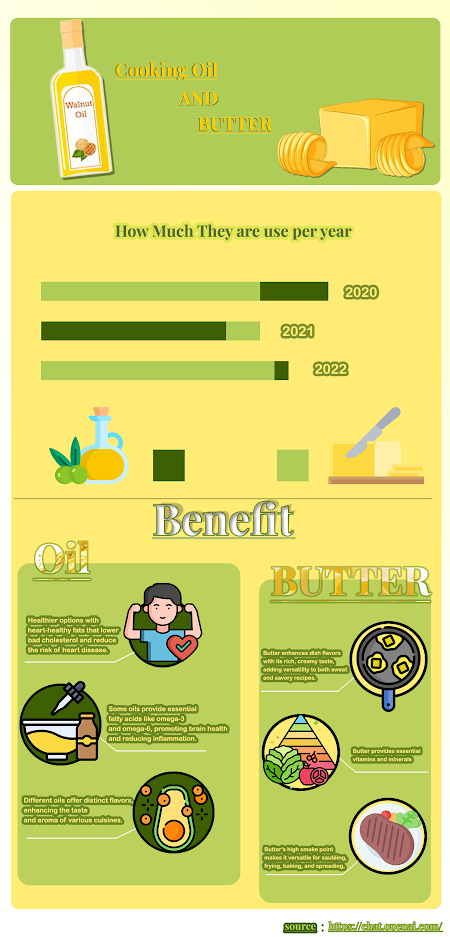 Walnut
Oil
Cooking Oil
AND
BUTTER
How Much They are use per year
2020
2021
2022
Benefit
Oil
Healthier options with
heart-healthy fats that lower
bad cholesterol and reduce
the risk of heart disease.
Some oils provide essential
fatty acids like omega-3
and omega-6, promoting brain health
and reducing inflammation.
Different oils offer distinct flavors,
enhancing the taste
and aroma of various cuisines.
BUTTER
Butter enhances dish flavors
with its rich, creamy taste,
adding versatility to both sweet
and savory recipes.
Butter provides essential
vitamins and minerals
Butter's high smoke point
makes it versatile for sautéing,
frying, baking, and spreading,
source : https://chat.openai.com/